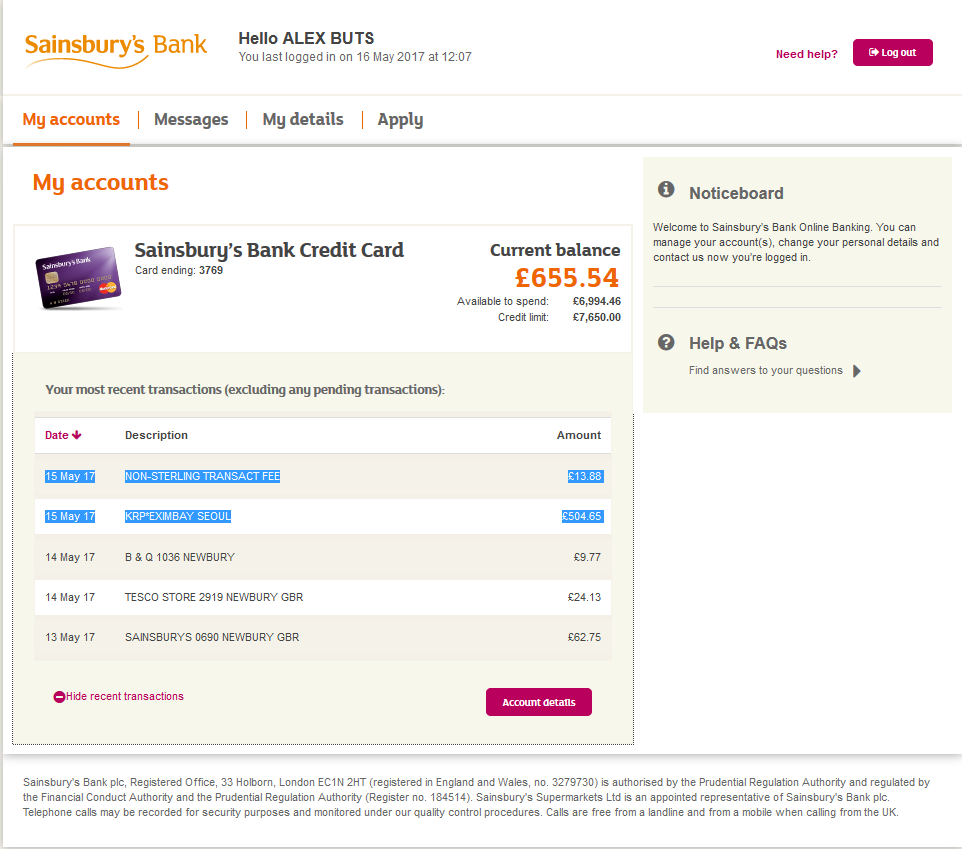 Sainsbury's Bank
Hello ALEX BUTS
You last logged in on 16 May 2017 at 12:07
Need help?
Log out
My accounts
Messages
My details
Apply
My accounts
Sainsbury's Bank
Sainsbury's Bank Credit Card
Card ending: 3769
Current balance
£655.54
Available to spend: £6,994.46
Credit limit: £7,650.00
Your most recent transactions (excluding any pending transactions):
Date Description Amount
15 May 17 NON-STERLING TRANSACT FEE £13.88
15 May 17 KRP*EXIMBAY SEOUL £504.65
14 May 17 B & Q 1036 NEWBURY £9.77
14 May 17 TESCO STORE 2919 NEWBURY GBR £24.13
13 May 17 SAINSBURYS 0690 NEWBURY GBR £62.75
Hide recent transactions
Account details
Noticeboard
Welcome to Sainsbury's Bank Online Banking. You can
manage your account(s), change your personal details and
contact us now you're logged in.
Help & FAQs
Find answers to your questions
Sainsbury's Bank plc, Registered Office, 33 Holborn, London EC1N 2HT (registered in England and Wales, no. 3279730) is authorised by the Prudential Regulation Authority and regulated by
the Financial Conduct Authority and the Prudential Regulation Authority (Register no. 184514). Sainsbury's Supermarkets Ltd is an appointed representative of Sainsbury's Bank plc.
Telephone calls may be recorded for security purposes and monitored under our quality control procedures. Calls are free from a landline and from a mobile when calling from the UK.